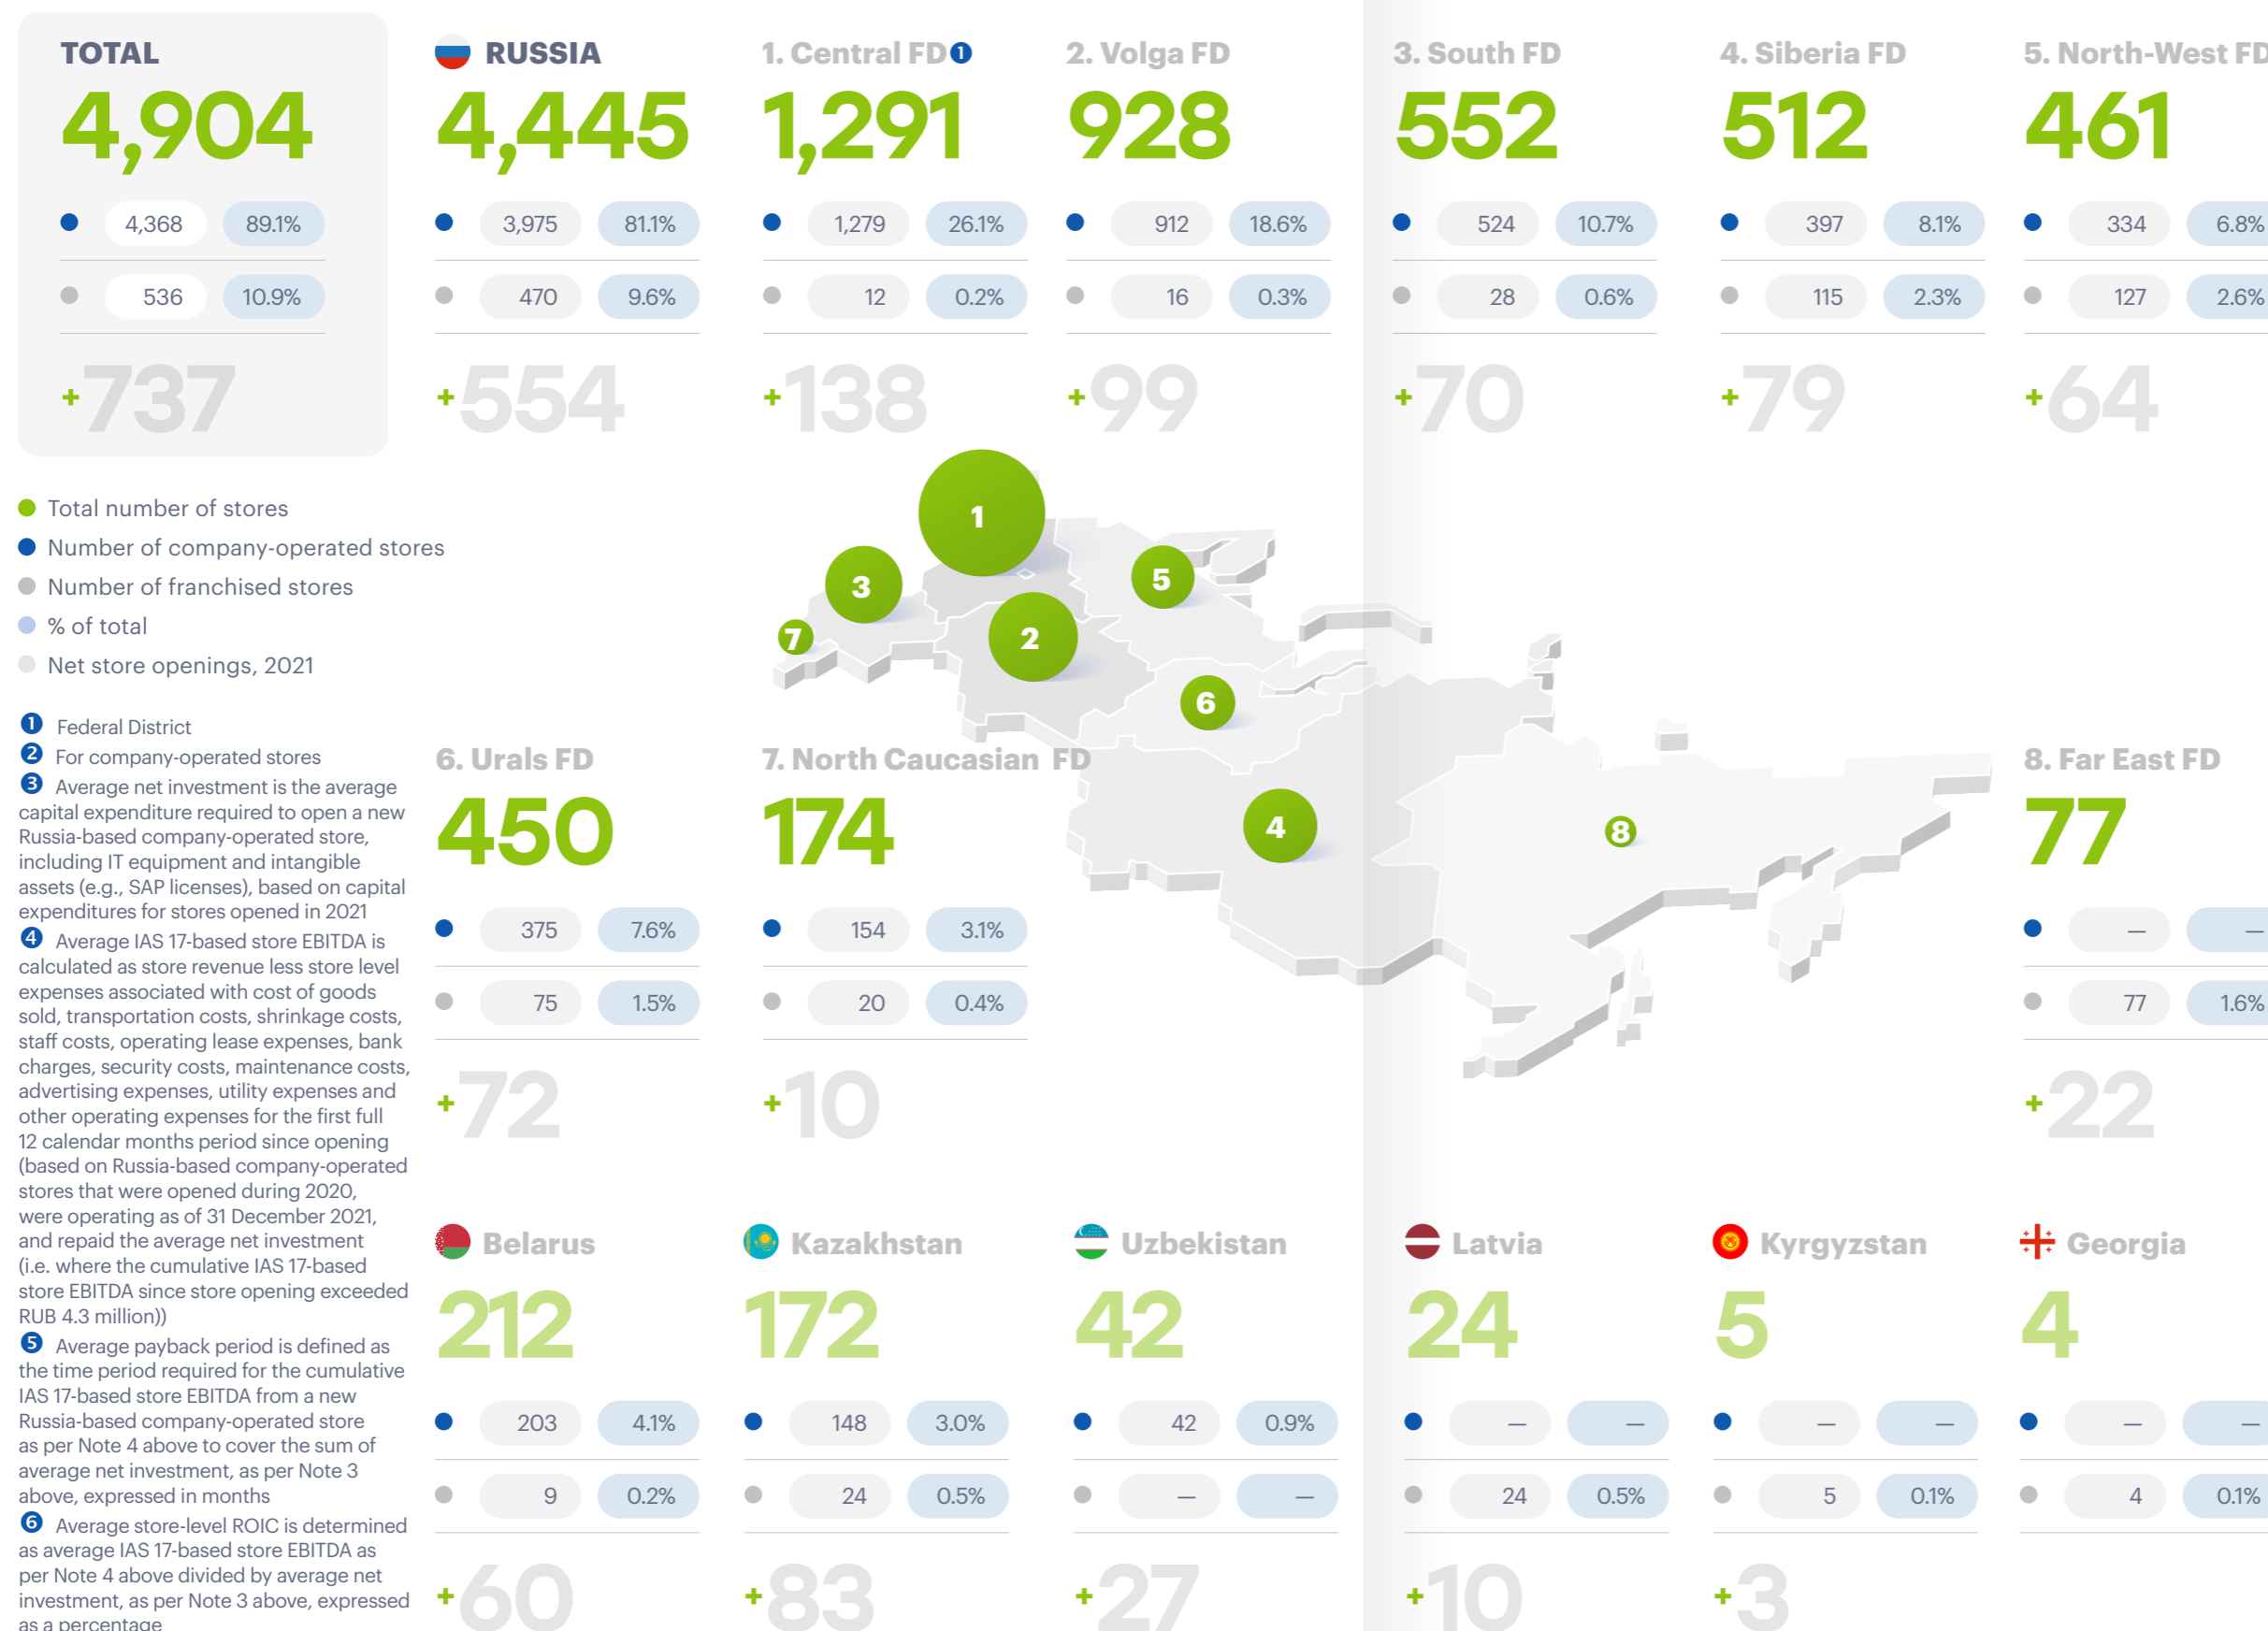 TOTAL
4,904
4,368 89.1%
536 10.9%
+737
RUSSIA
4,445
3,975 81.1%
470 9.6%
+554
1. Central FD 1
1,291
1,279 26.1%
12 0.2%
+138
2. Volga FD
928
912 18.6%
16 0.3%
+99
3. South FD
552
524 10.7%
28 0.6%
+70
4. Siberia FD
512
397 8.1%
115 2.3%
+79
5. North-West FD
461
334 6.8%
127 2.6%
+64
Total number of stores
Number of company-operated stores
Number of franchised stores
% of total
Net store openings, 2021
1 Federal District
2 For company-operated stores
3 Average net investment is the average
capital expenditure required to open a new
Russia-based company-operated store,
including IT equipment and intangible
assets (e.g., SAP licenses), based on capital
expenditures for stores opened in 2021
4 Average IAS 17-based store EBITDA is
calculated as store revenue less store level
expenses associated with cost of goods
sold, transportation costs, shrinkage costs,
staff costs, operating lease expenses, bank
charges, security costs, maintenance costs,
advertising expenses, utility expenses and
other operating expenses for the first full
12 calendar months period since opening
(based on Russia-based company-operated
stores that were opened during 2020,
were operating as of 31 December 2021,
and repaid the average net investment
(i.e. where the cumulative IAS 17-based
store EBITDA since store opening exceeded
RUB 4.3 million))
5 Average payback period is defined as
the time period required for the cumulative
IAS 17-based store EBITDA from a new
Russia-based company-operated store
as per Note 4 above to cover the sum of
average net investment, as per Note 3
above, expressed in months
6 Average store-level ROIC is determined
as average IAS 17-based store EBITDA as
per Note 4 above divided by average net
investment, as per Note 3 above, expressed
as a percentage
1
3
5
7
2
6
4
8
6. Urals FD
450
375 7.6%
75 1.5%
+72
7. North Caucasian FD
174
154 3.1%
20 0.4%
+10
8. Far East FD
77
— —
77 1.6%
+22
Belarus
212
203 4.1%
9 0.2%
+60
Kazakhstan
172
148 3.0%
24 0.5%
+83
Uzbekistan
42
42 0.9%
— —
+27
Latvia
24
— —
24 0.5%
+10
Kyrgyzstan
5
— —
5 0.1%
+3
Georgia
4
— —
4 0.1%